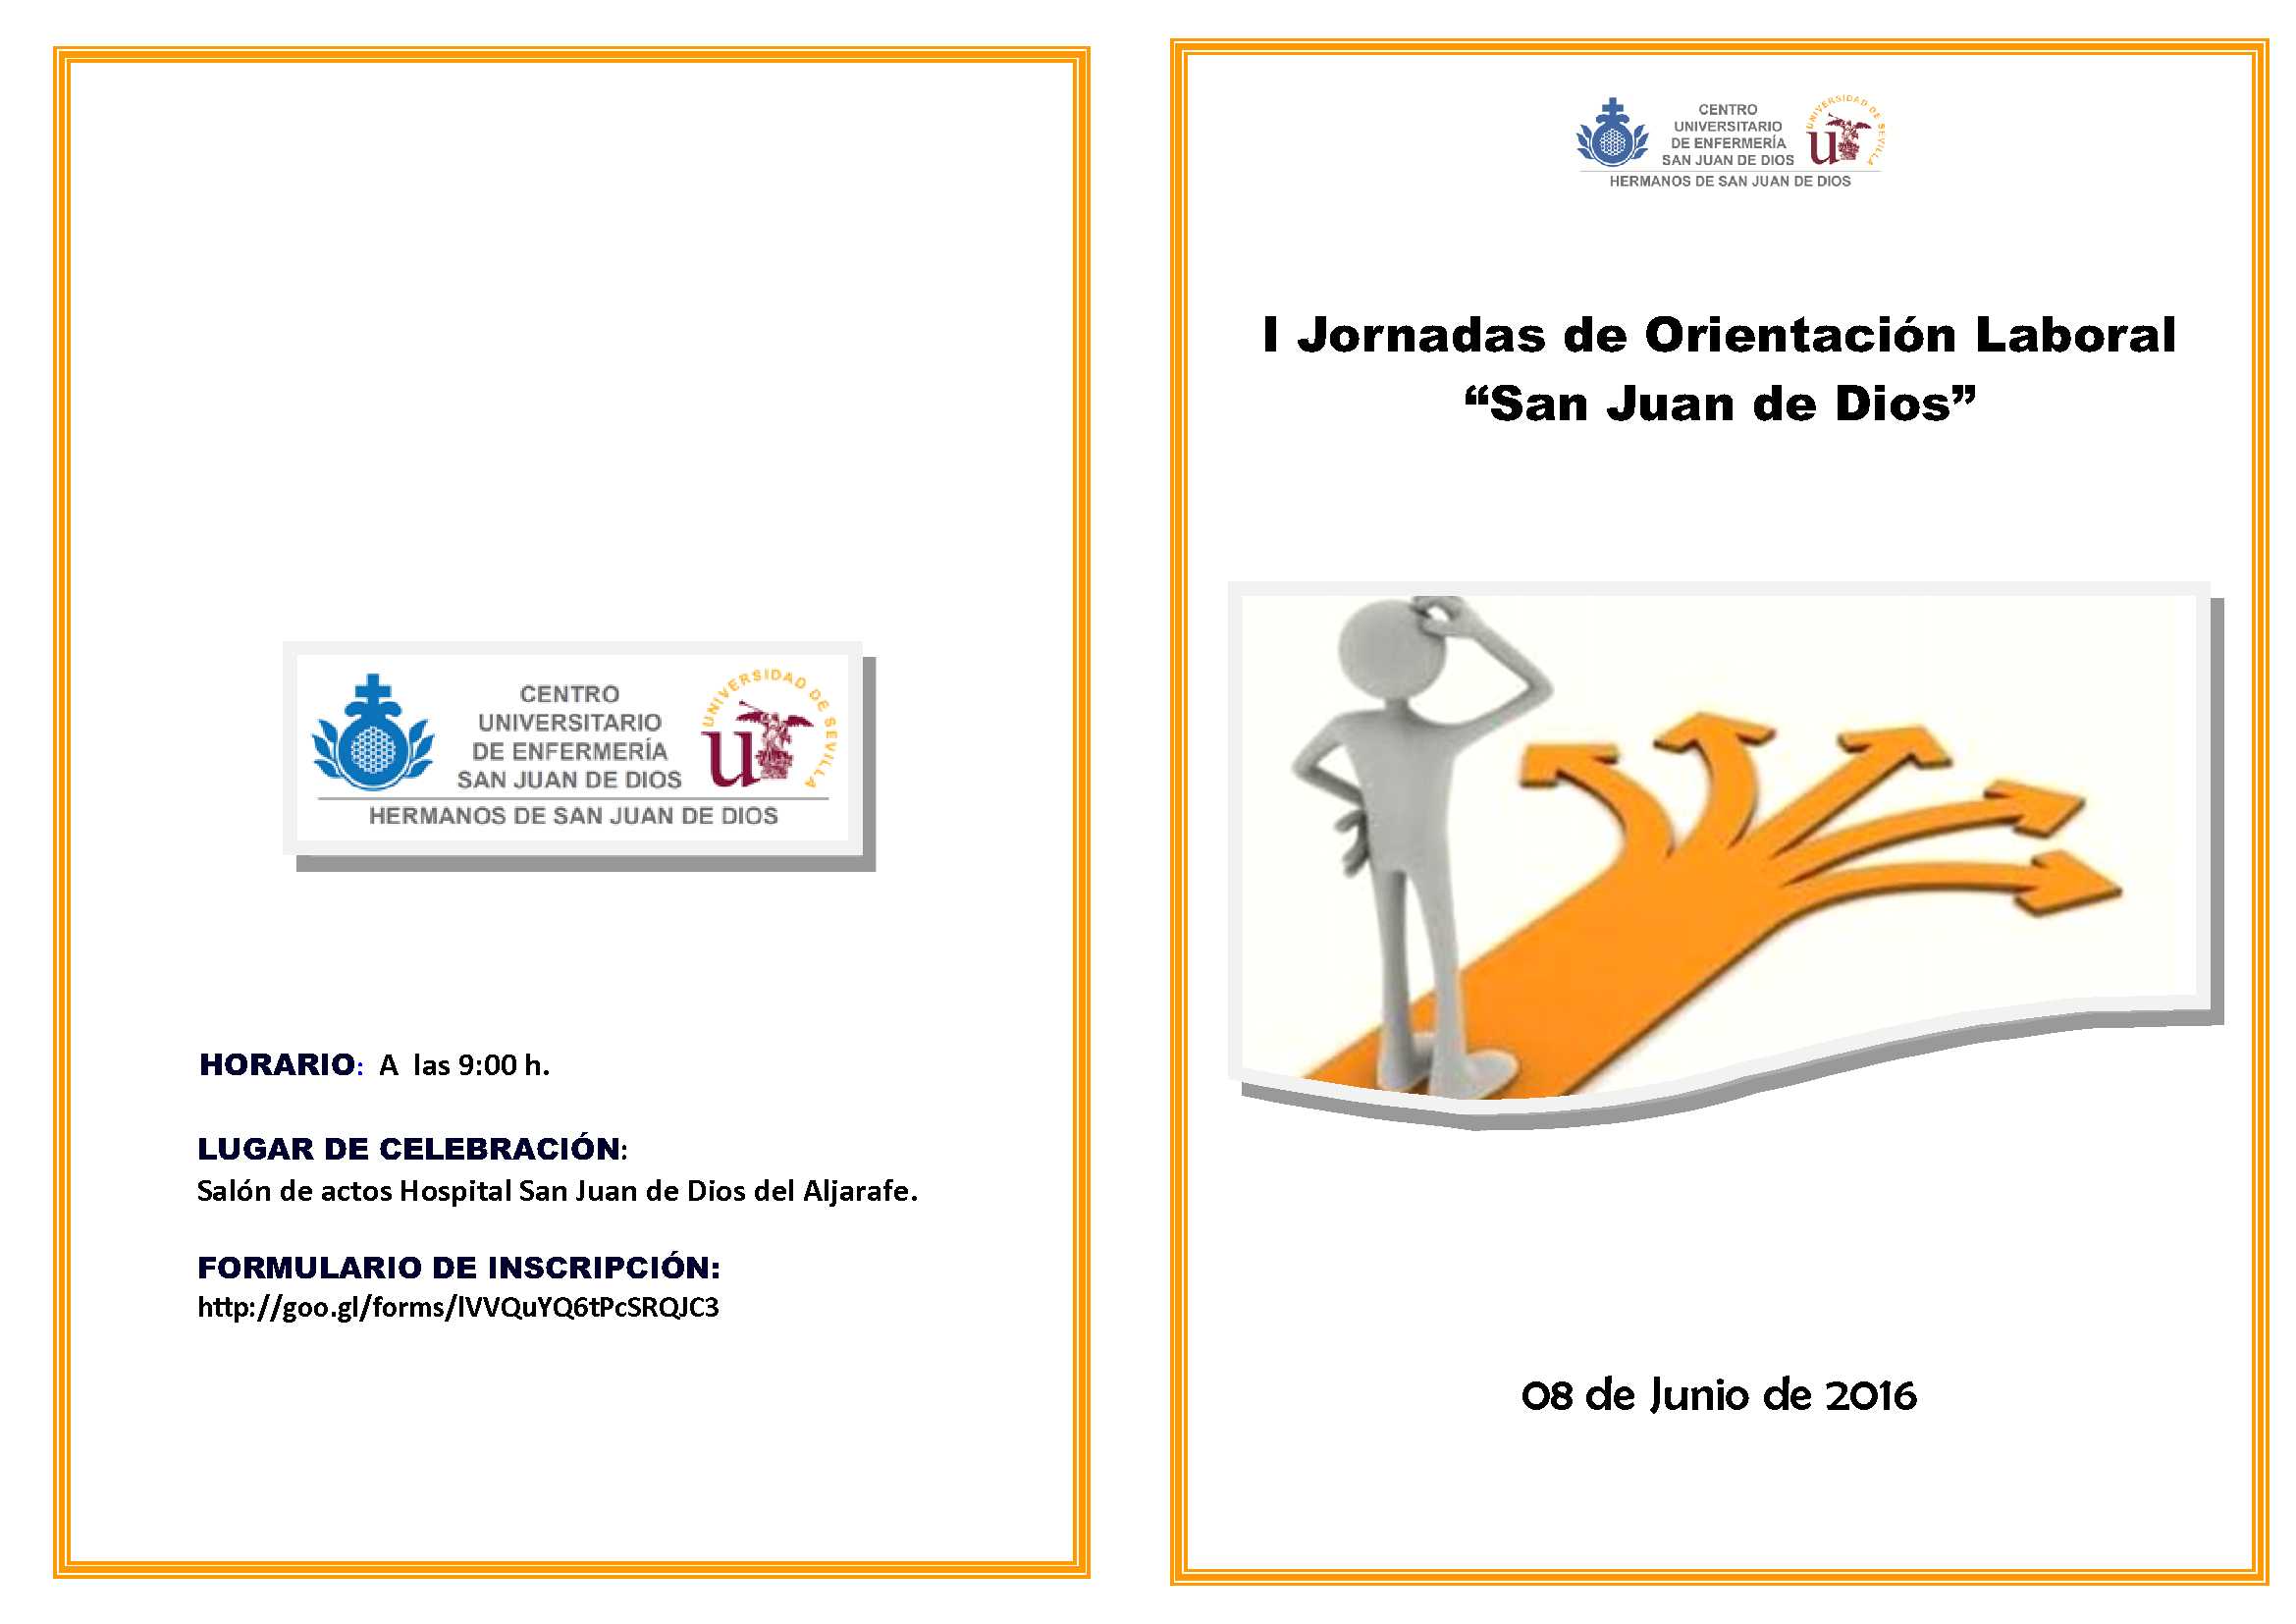 CENTRO
UNIVERSITARIO
DE ENFERMERÍA
SAN JUAN DE DIOS
UNIVERSIDAD DE SEVILLA
HERMANOS DE SAN JUAN DE DIOS
HORARIO: A las 9:00 h.
LUGAR DE CELEBRACIÓN:
Salón de actos Hospital San Juan de Dios del Aljarafe.
FORMULARIO DE INSCRIPCIÓN:
http://goo.gl/forms/lVVQuYQ6tPcSRQJC3
CENTRO
UNIVERSITARIO
DE ENFERMERÍA
SAN JUAN DE DIOS
UNIVERSIDAD DE SEVILLA
HERMANOS DE SAN JUAN DE DIOS
I Jornadas de Orientación Laboral
“San Juan de Dios”
08 de Junio de 2016